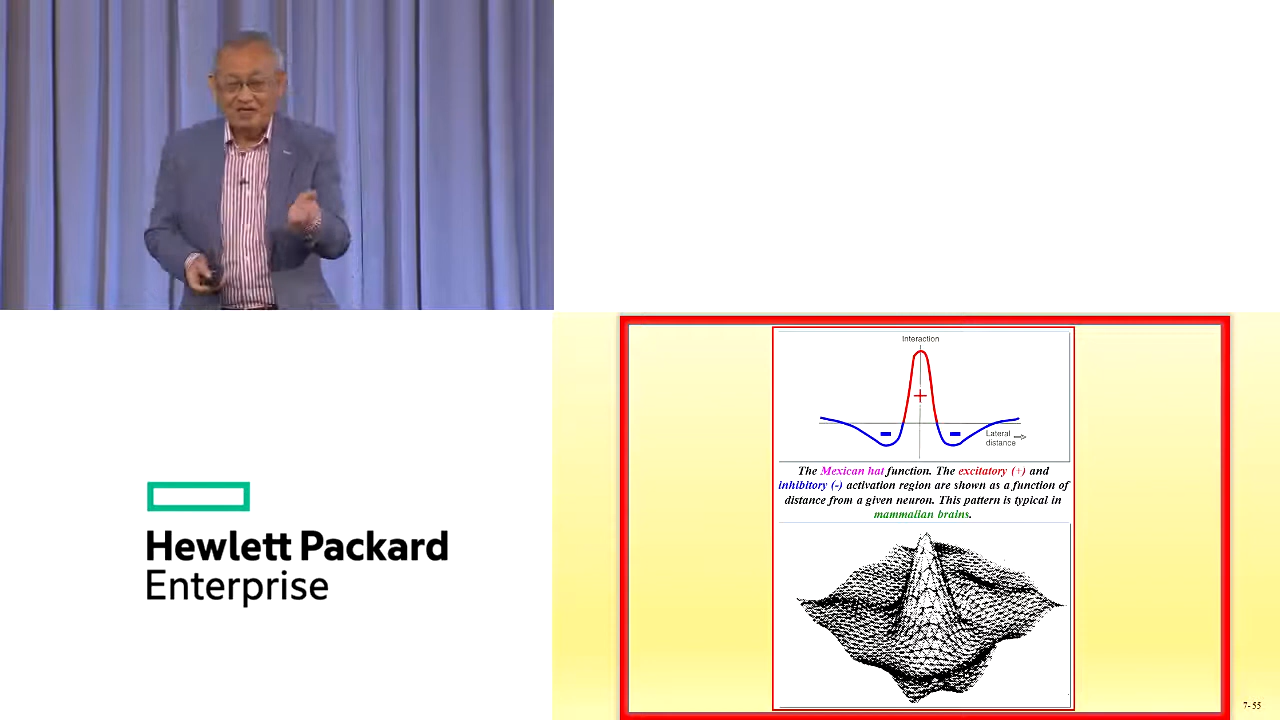 Interaction
+
-
-
Lateral
distance
The Mexican hat function. The excitatory (+) and
inhibitory (-) activation region are shown as a function of
distance from a given neuron. This pattern is typical in
mammalian brains.
Hewlett Packard
Enterprise
7-55